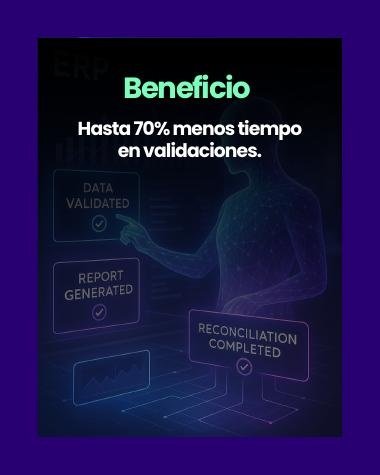 ERP
Beneficio
Hasta 70% menos tiempo
en validaciones.
DATA
VALIDATED
REPORT
GENERATED
RECONCILIATION
COMPLETED